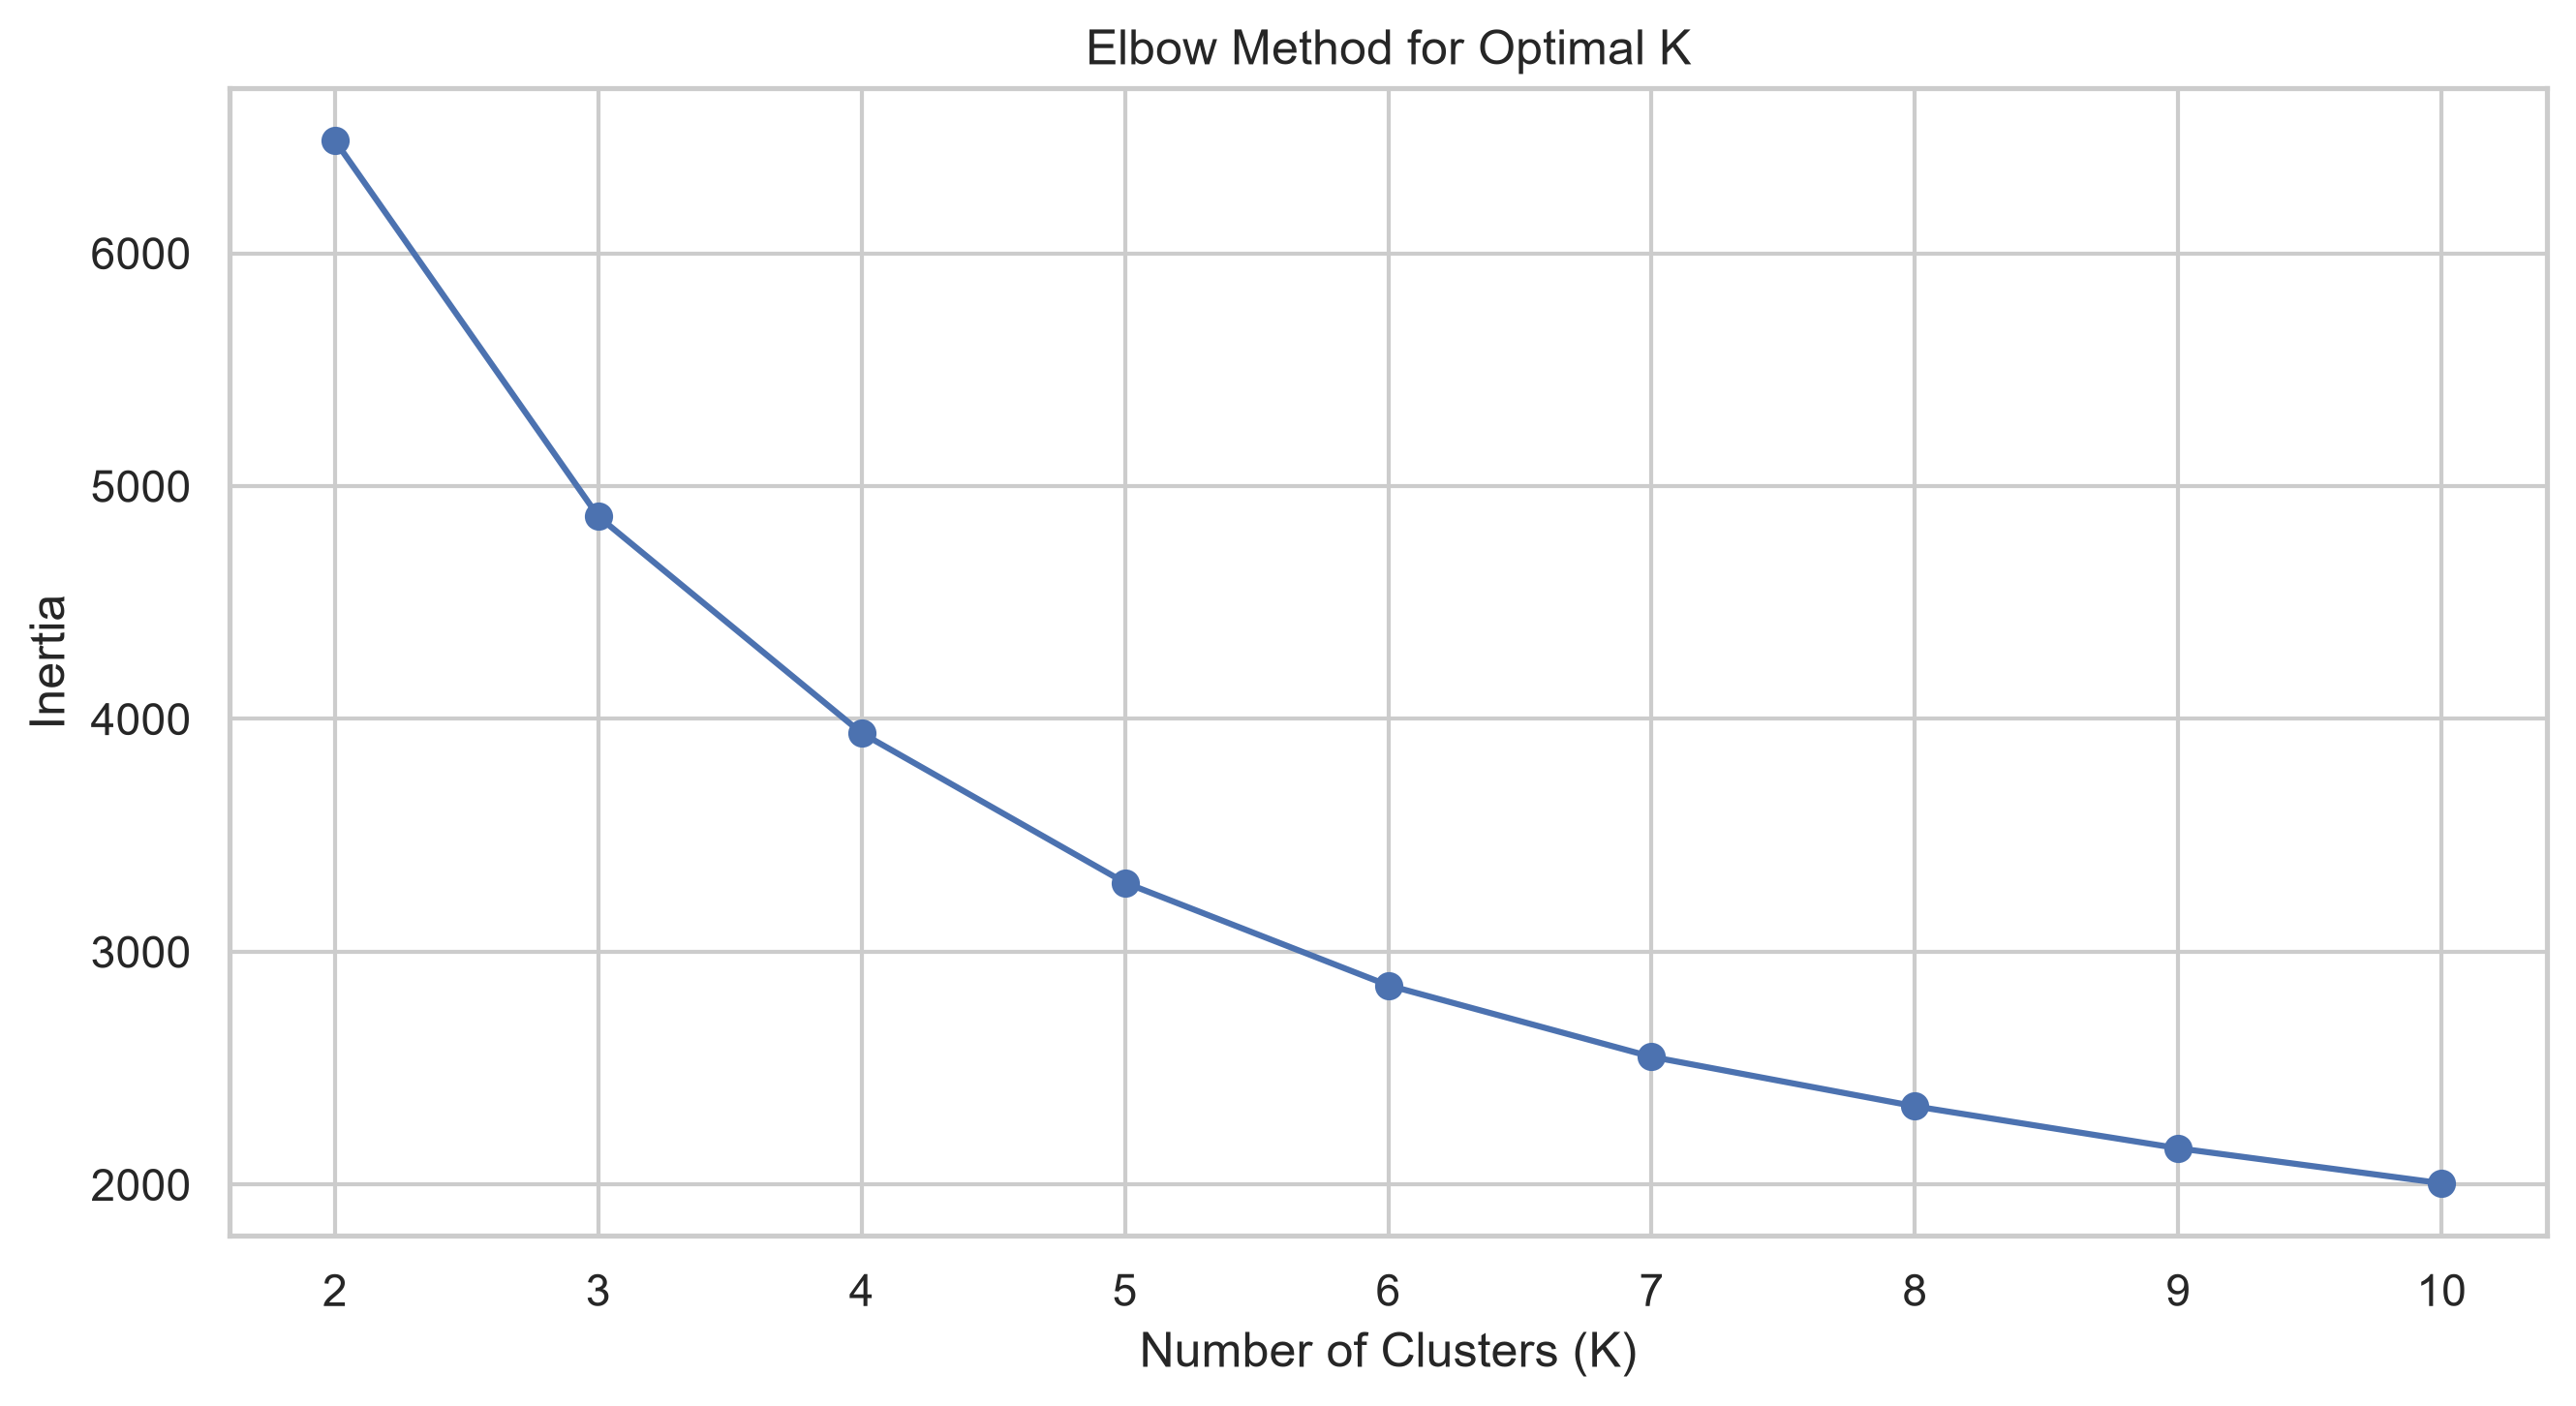 Elbow Method for Optimal K
6000
5000
4000
3000
2000
Inertia
2 3 4 5 6 7 8 9 10
Number of Clusters (K)